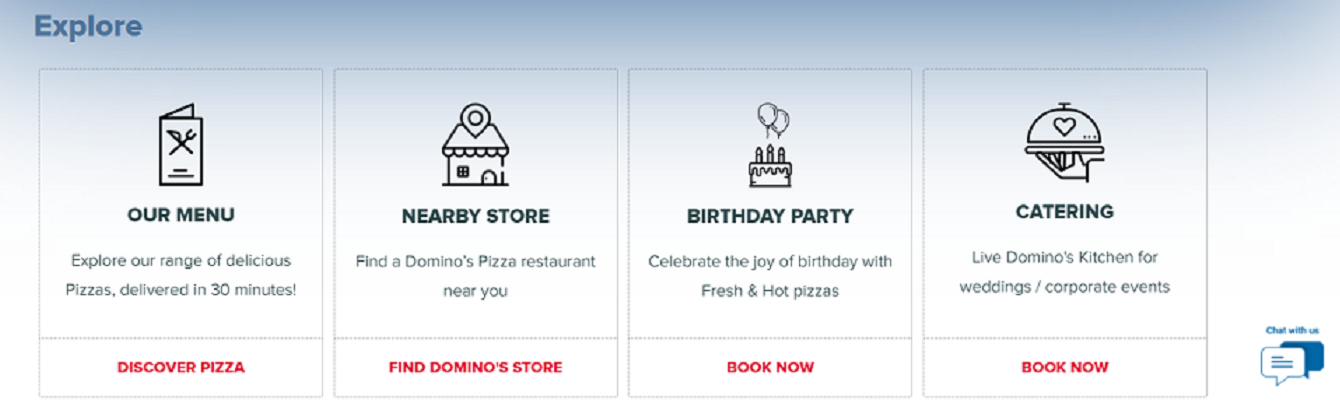 Explore
OUR MENU
Explore our range of delicious
Pizzas, delivered in 30 minutes!
DISCOVER PIZZA
NEARBY STORE
Find a Domino's Pizza restaurant
near you
FIND DOMINO'S STORE
BIRTHDAY PARTY
Celebrate the joy of birthday with
Fresh & Hot pizzas
BOOK NOW
CATERING
Live Domino's Kitchen for
weddings / corporate events
BOOK NOW
Chat with us